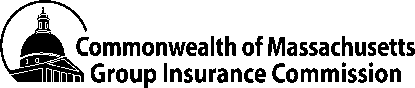 Commonwealth of Massachusetts
Group Insurance Commission